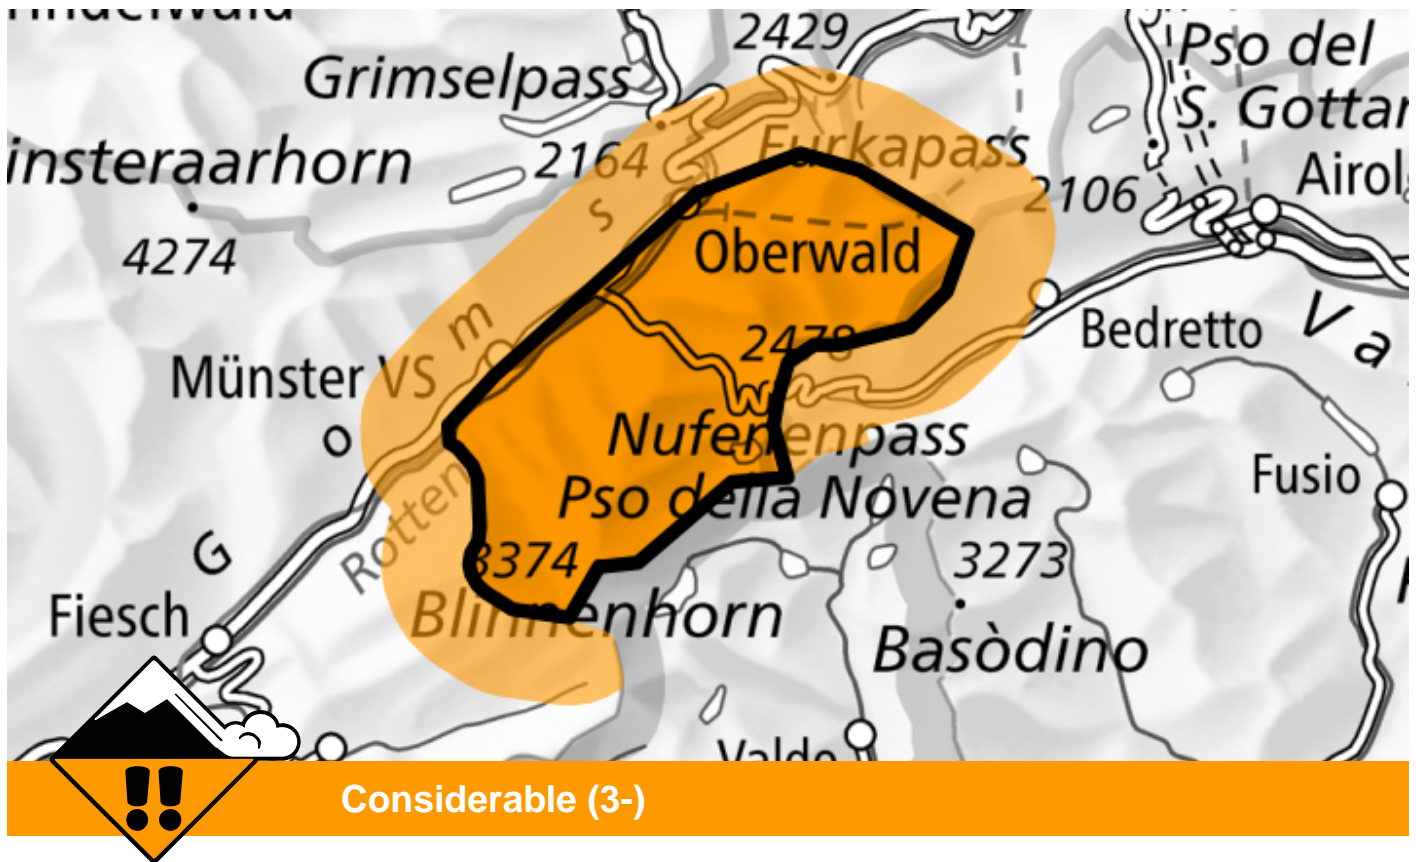 2429
Pso del
Grimselpass
S. Gottar
insteraarhorn
2164
Furkapass
Airol
2106
s
4274
Oberwald
m
2478
Bedretto
V a
Münster VS
o
Nufenenpass
Fusio
Pso della Novena
Rotten
G
3374
3273
Fiesch
Blinnenhorn
Basòdino
Considerable (3-)